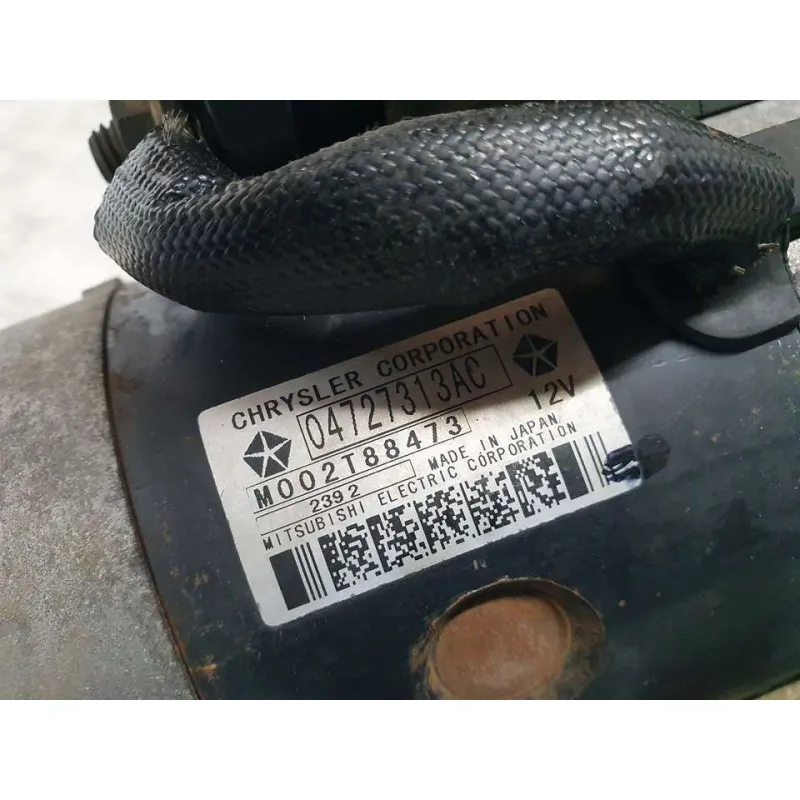 CHRYSLER CORPORATION
04727313AC
12V
M002T88473
2392
MADE IN JAPAN
MITSUBISHI ELECTRIC CORPORATION